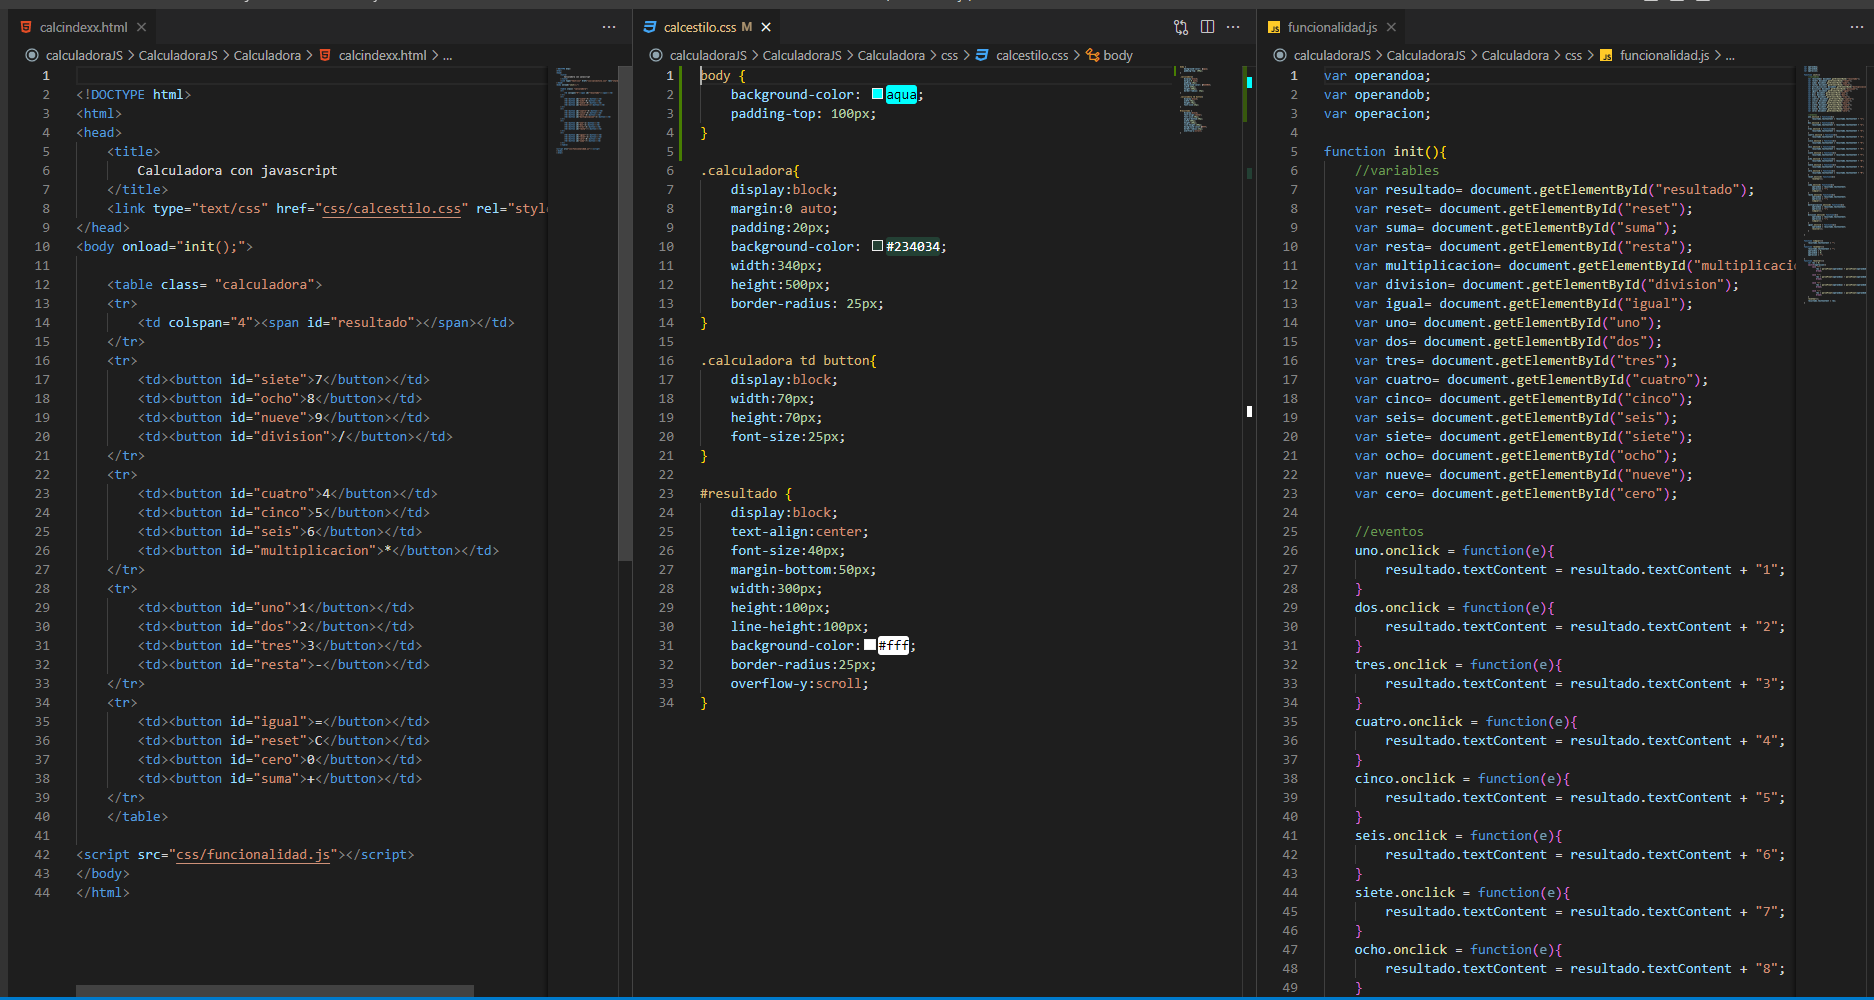 calcindexx.html
calculadoraJS > CalculadoraJS > Calculadora > calcindexx.html > ...
1
2 <!DOCTYPE html>
3 <html>
4 <head>
5 <title>
6 Calculadora con javascript
7 </title>
8 <link type="text/css" href="css/calcestilo.css" rel="styl
9 </head>
10 <body onload="init();">
11
12 <table class= "calculadora">
13 <tr>
14 <td colspan="4"><span id="resultado"></span></td>
15 </tr>
16 <tr>
17 <td><button id="siete">7</button></td>
18 <td><button id="ocho">8</button></td>
19 <td><button id="nueve">9</button></td>
20 <td><button id="division">/</button></td>
21 </tr>
22 <tr>
23 <td><button id="cuatro">4</button></td>
24 <td><button id="cinco">5</button></td>
25 <td><button id="seis">6</button></td>
26 <td><button id="multiplicacion">*</button></td>
27 </tr>
28 <tr>
29 <td><button id="uno">1</button></td>
30 <td><button id="dos">2</button></td>
31 <td><button id="tres">3</button></td>
32 <td><button id="resta">-</button></td>
33 </tr>
34 <tr>
35 <td><button id="igual">=</button></td>
36 <td><button id="reset">C</button></td>
37 <td><button id="cero">0</button></td>
38 <td><button id="suma">+</button></td>
39 </tr>
40 </table>
41
42 <script src="css/funcionalidad.js"></script>
43 </body>
44 </html>
calcestilo.css M
calculadoraJS > CalculadoraJS > Calculadora > css > calcestilo.css > body
1 body {
2 background-color: aqua;
3 padding-top: 100px;
4 }
5
6 .calculadora{
7 display:block;
8 margin:0 auto;
9 padding:20px;
10 background-color: #234034;
11 width:340px;
12 height:500px;
13 border-radius: 25px;
14 }
15
16 .calculadora td button{
17 display:block;
18 width:70px;
19 height:70px;
20 font-size:25px;
21 }
22
23 #resultado {
24 display:block;
25 text-align:center;
26 font-size:40px;
27 margin-bottom:50px;
28 width:300px;
29 height:100px;
30 line-height:100px;
31 background-color:#fff;
32 border-radius:25px;
33 overflow-y:scroll;
34 }
JS funcionalidad.js
calculadoraJS > CalculadoraJS > Calculadora > css > JS funcionalidad.js > ...
1 var operandoa;
2 var operandob;
3 var operacion;
4
5 function init(){
6 //variables
7 var resultado= document.getElementById("resultado");
8 var reset= document.getElementById("reset");
9 var suma= document.getElementById("suma");
10 var resta= document.getElementById("resta");
11 var multiplicacion= document.getElementById("multiplicacio
12 var division= document.getElementById("division");
13 var igual= document.getElementById("igual");
14 var uno= document.getElementById("uno");
15 var dos= document.getElementById("dos");
16 var tres= document.getElementById("tres");
17 var cuatro= document.getElementById("cuatro");
18 var cinco= document.getElementById("cinco");
19 var seis= document.getElementById("seis");
20 var siete= document.getElementById("siete");
21 var ocho= document.getElementById("ocho");
22 var nueve= document.getElementById("nueve");
23 var cero= document.getElementById("cero");
24
25 //eventos
26 uno.onclick = function(e){
27 resultado.textContent = resultado.textContent + "1";
28 }
29 dos.onclick = function(e){
30 resultado.textContent = resultado.textContent + "2";
31 }
32 tres.onclick = function(e){
33 resultado.textContent = resultado.textContent + "3";
34 }
35 cuatro.onclick = function(e){
36 resultado.textContent = resultado.textContent + "4";
37 }
38 cinco.onclick = function(e){
39 resultado.textContent = resultado.textContent + "5";
40 }
41 seis.onclick = function(e){
42 resultado.textContent = resultado.textContent + "6";
43 }
44 siete.onclick = function(e){
45 resultado.textContent = resultado.textContent + "7";
46 }
47 ocho.onclick = function(e){
48 resultado.textContent = resultado.textContent + "8";
49 }